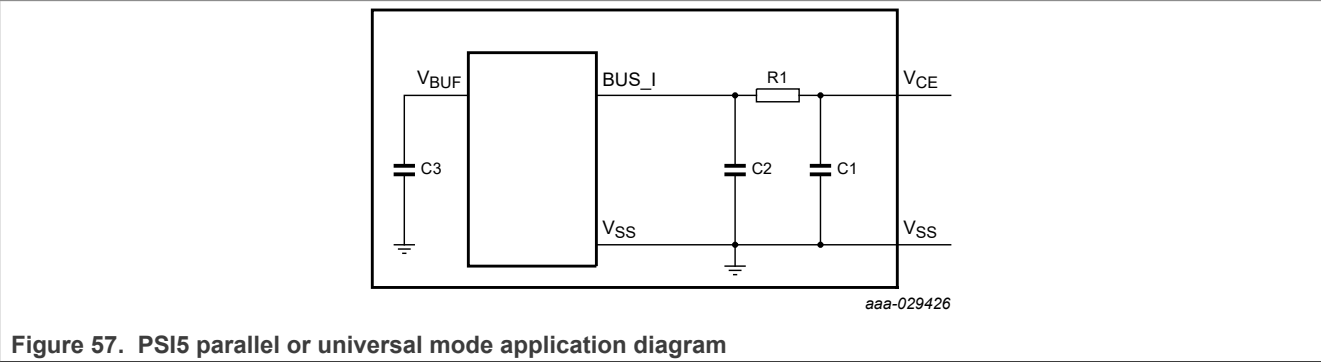 VBUF
BUS_I
R1
VCE
C3
C2
C1
VSS
VSS
aaa-029426
Figure 57. PSI5 parallel or universal mode application diagram